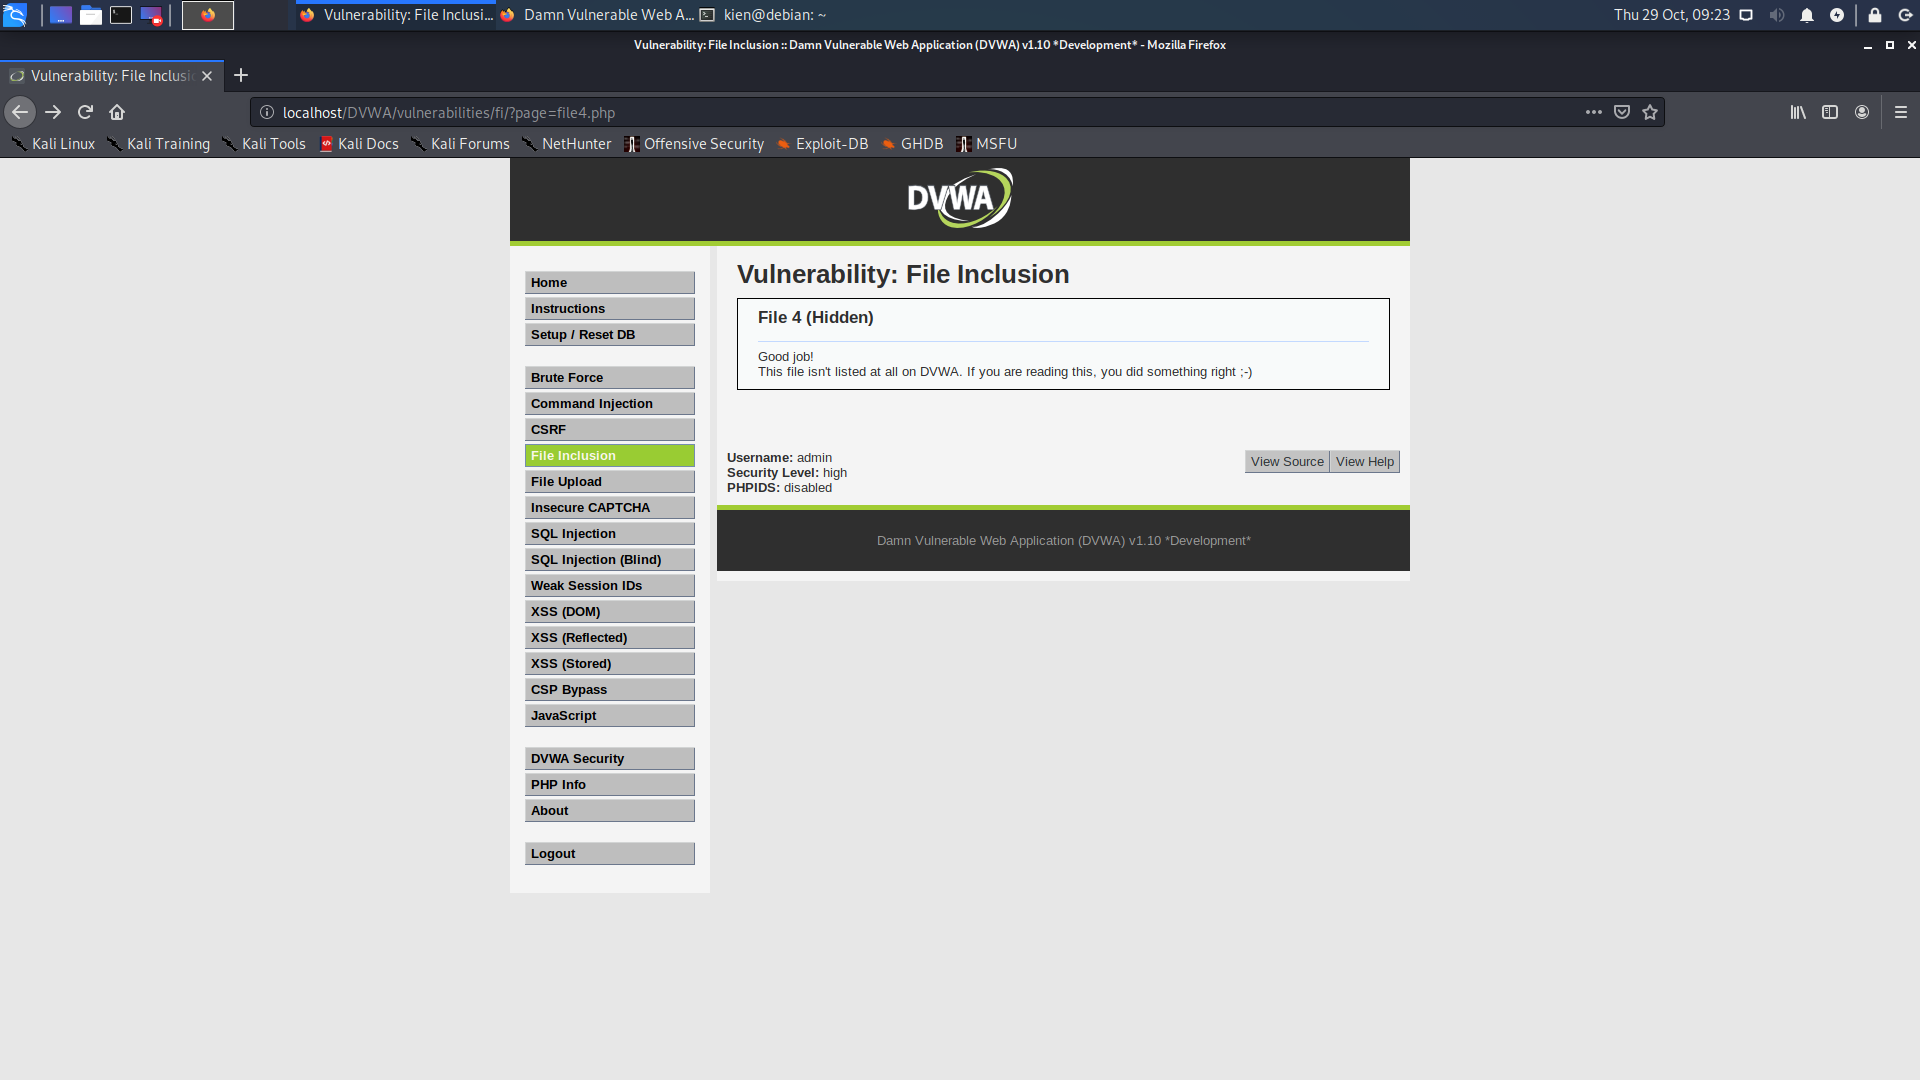 Vulnerability: File Inclusi... Damn Vulnerable Web A... kien@debian: ~ Thu 29 Oct, 09:23
Vulnerability: File Inclusion :: Damn Vulnerable Web Application (DVWA) v1.10 *Development* - Mozilla Firefox
Vulnerability: File Inclusi
localhost/DVWA/vulnerabilities/fi/?page=file4.php
Kali Linux Kali Training Kali Tools Kali Docs Kali Forums NetHunter Offensive Security Exploit-DB GHDB MSFU
DVWA
Home
Instructions
Setup / Reset DB
Brute Force
Command Injection
CSRF
File Inclusion
File Upload
Insecure CAPTCHA
SQL Injection
SQL Injection (Blind)
Weak Session IDs
XSS (DOM)
XSS (Reflected)
XSS (Stored)
CSP Bypass
JavaScript
DVWA Security
PHP Info
About
Logout
Vulnerability: File Inclusion
File 4 (Hidden)
Good job!
This file isn't listed at all on DVWA. If you are reading this, you did something right ;-)
Username: admin
Security Level: high
PHPIDS: disabled
View Source View Help
Damn Vulnerable Web Application (DVWA) v1.10 *Development*